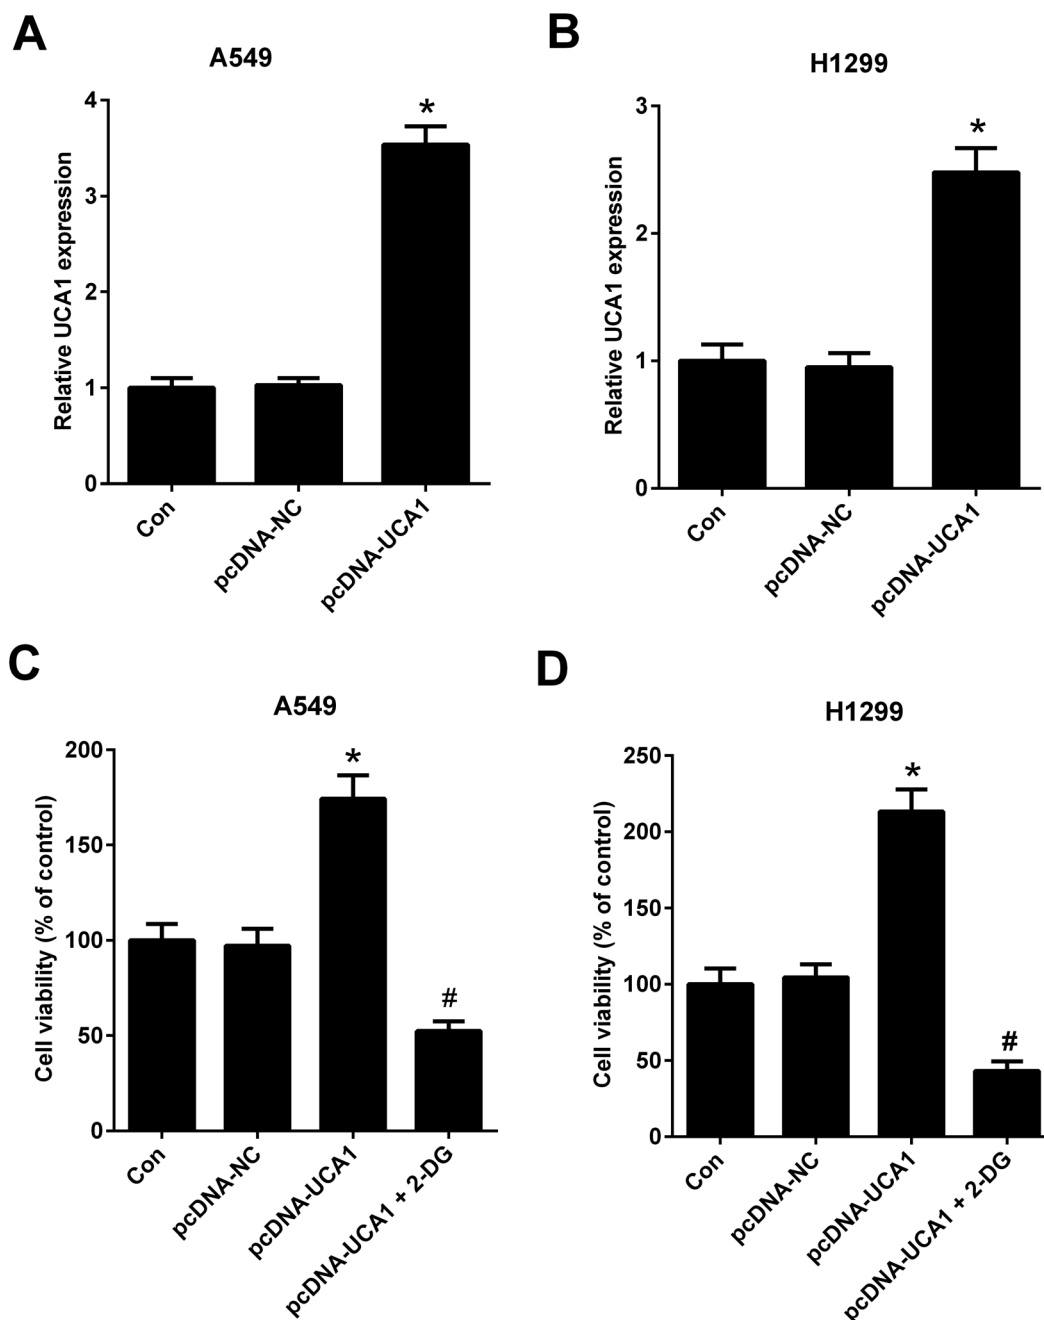 A
A549
Relative UCA1 expression
4
3
2
1
0
*
Con
pcDNA-NC
pcDNA-UCA1
B
H1299
Relative UCA1 expression
3
2
1
0
*
Con
pcDNA-NC
pcDNA-UCA1
C
A549
Cell viability (% of control)
200
150
100
50
0
*
#
Con
pcDNA-NC
pcDNA-UCA1
pcDNA-UCA1 + 2-DG
D
H1299
Cell viability (% of control)
250
200
150
100
50
0
*
#
Con
pcDNA-NC
pcDNA-UCA1
pcDNA-UCA1 + 2-DG